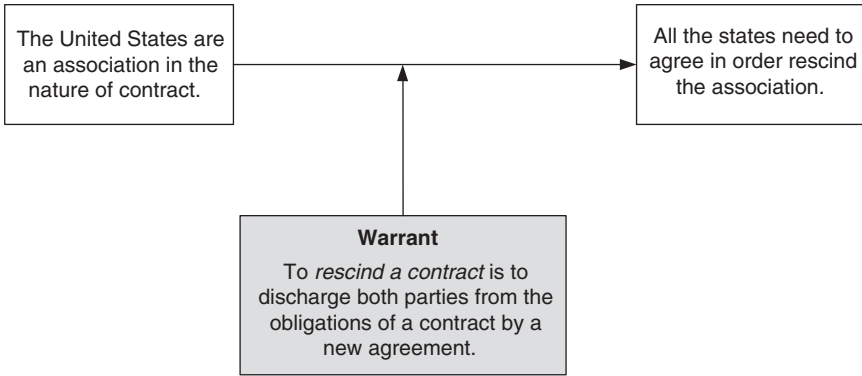 The United States are
an association in the
nature of contract.
All the states need to
agree in order rescind
the association.
Warrant
To rescind a contract is to
discharge both parties from the
obligations of a contract by a
new agreement.